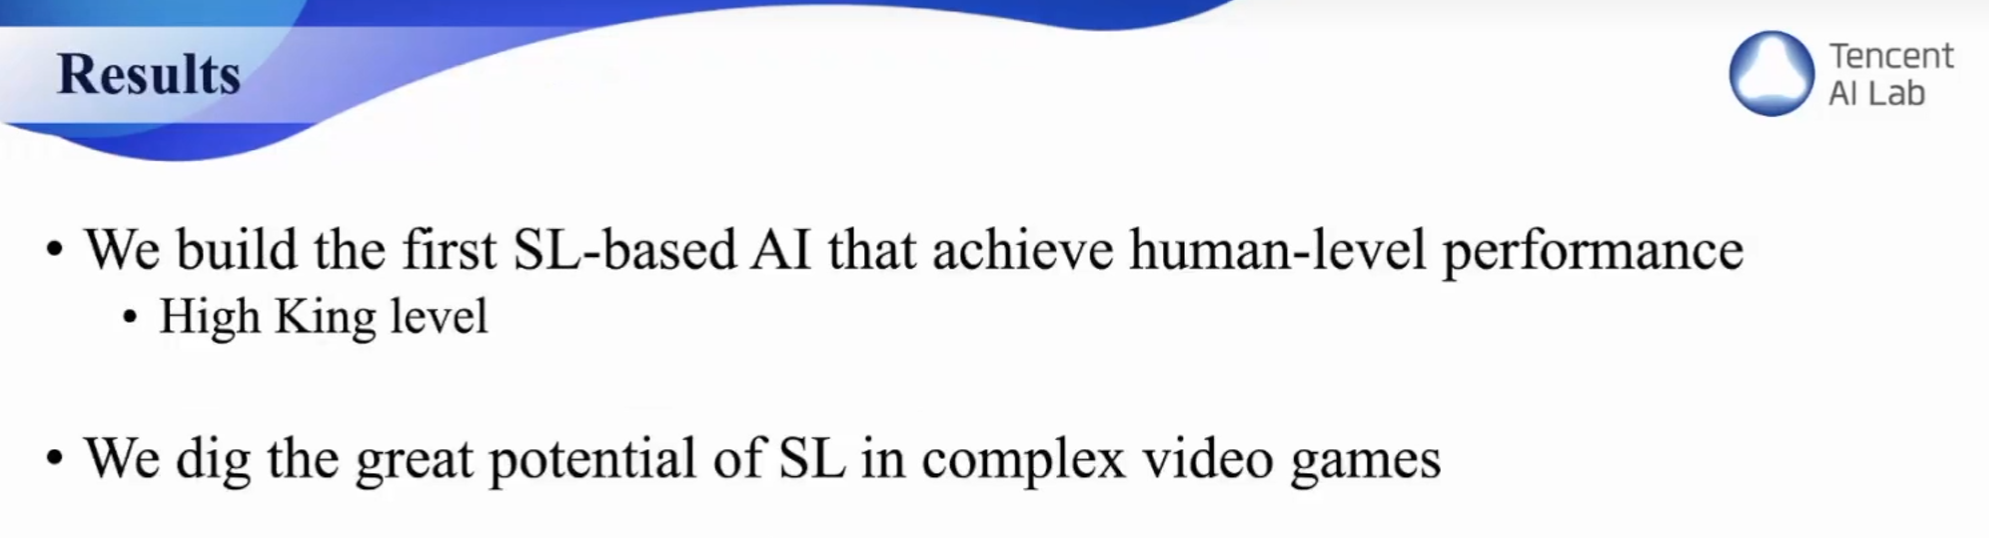 Results
Tencent
AI Lab
• We build the first SL-based AI that achieve human-level performance
• High King level
• We dig the great potential of SL in complex video games